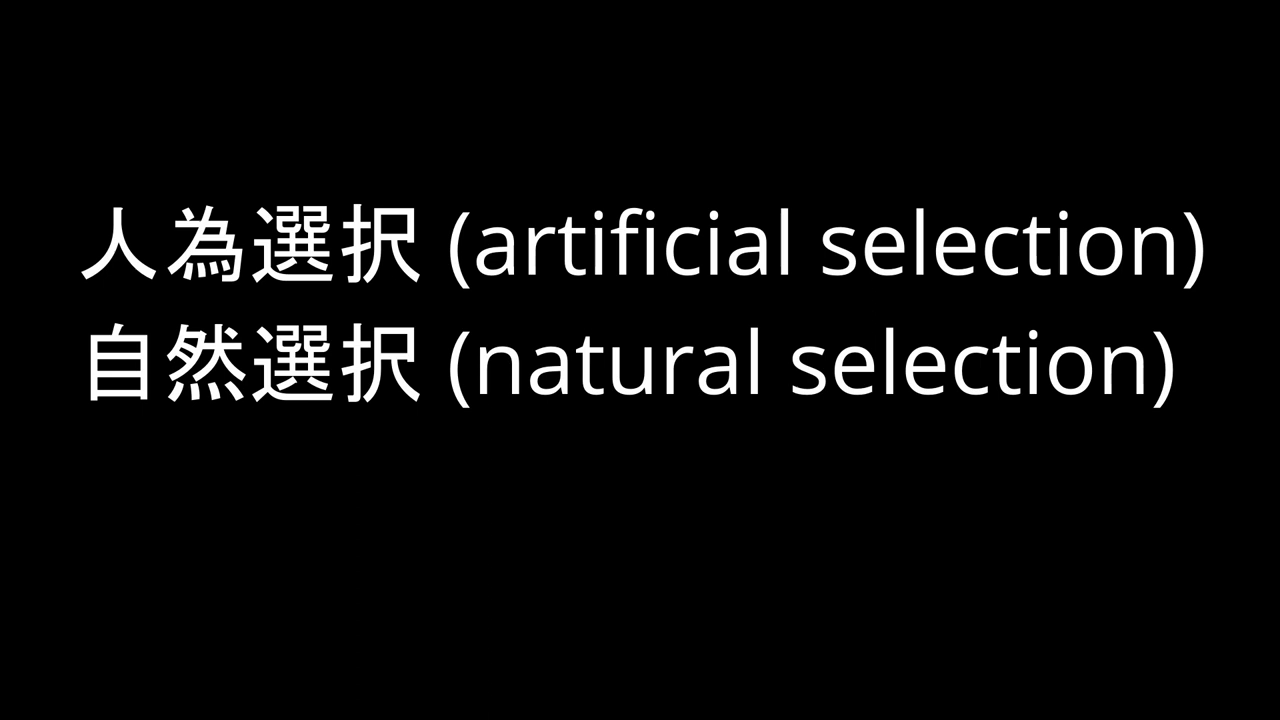 人為選択 (artificial selection)
自然選択 (natural selection)